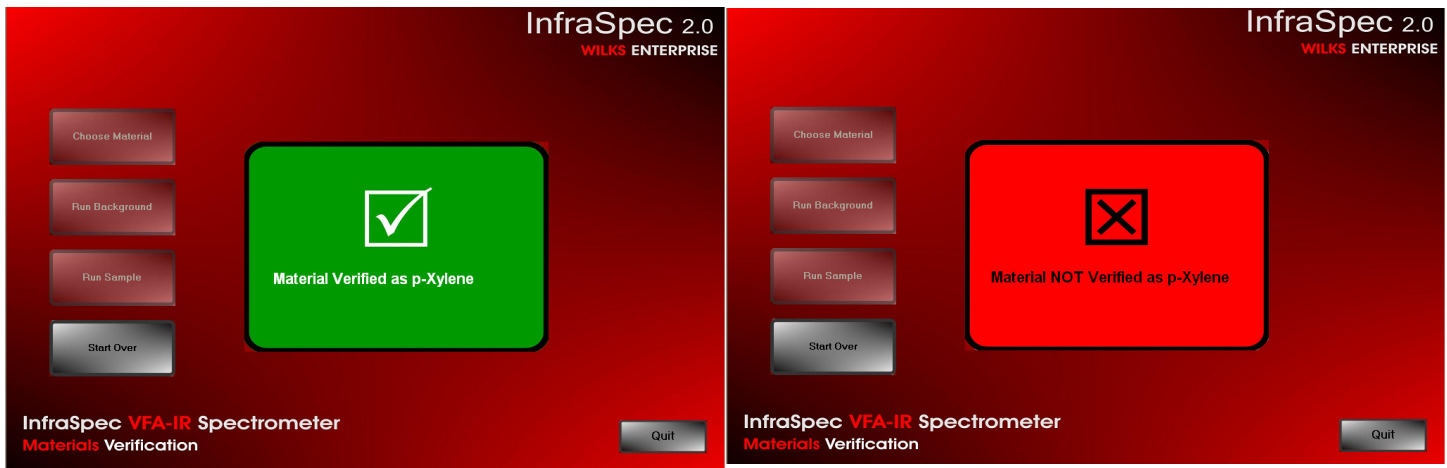 InfraSpec 2.0
WILKS ENTERPRISE
Choose Material
Run Background
Run Sample
Start Over
Material Verified as p-Xylene
InfraSpec VFA-IR Spectrometer
Materials Verification
Quit
InfraSpec 2.0
WILKS ENTERPRISE
Choose Material
Run Background
Run Sample
Start Over
Material NOT Verified as p-Xylene
InfraSpec VFA-IR Spectrometer
Materials Verification
Quit